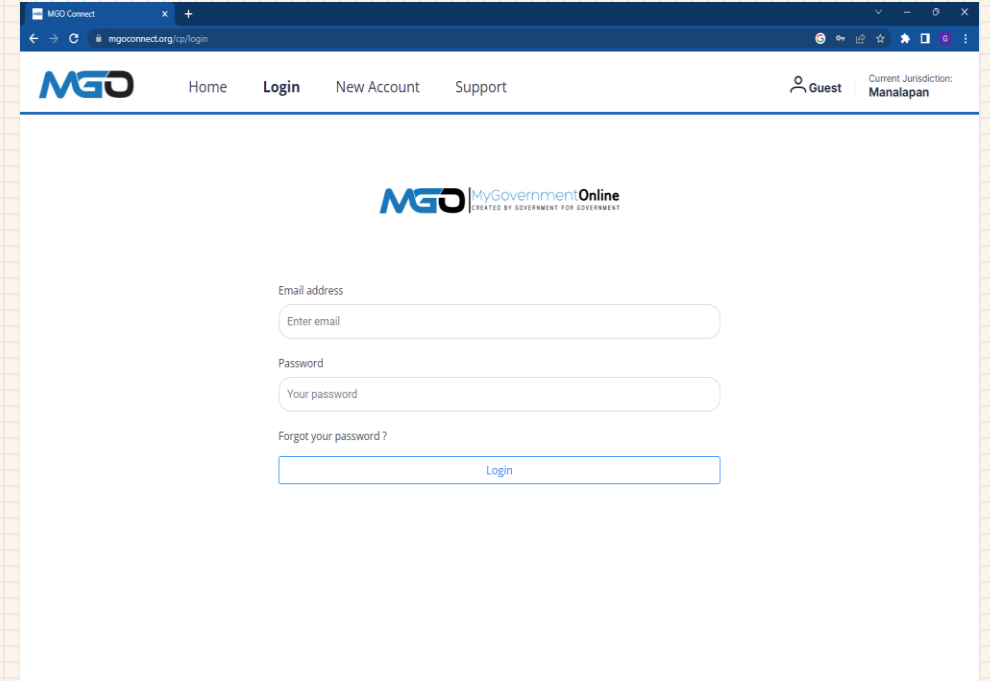 MGO Connect
mgoconnect.org/cp/login
G
MGO
Home Login New Account Support
Guest
Current Jurisdiction:
Manalapan
MGO MyGovernmentOnline
CREATED BY GOVERNMENT FOR GOVERNMENT
Email address
Enter email
Password
Your password
Forgot your password ?
Login